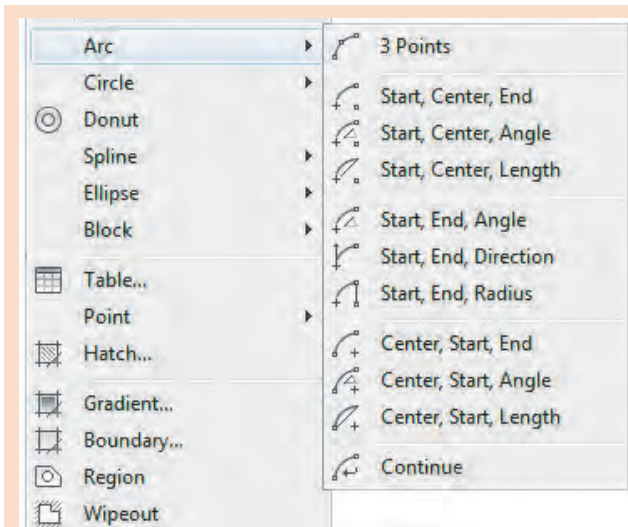 Arc
Circle
Donut
Spline
Ellipse
Block
Table...
Point
Hatch...
Gradient...
Boundary...
Region
Wipeout
3 Points
Start, Center, End
Start, Center, Angle
Start, Center, Length
Start, End, Angle
Start, End, Direction
Start, End, Radius
Center, Start, End
Center, Start, Angle
Center, Start, Length
Continue